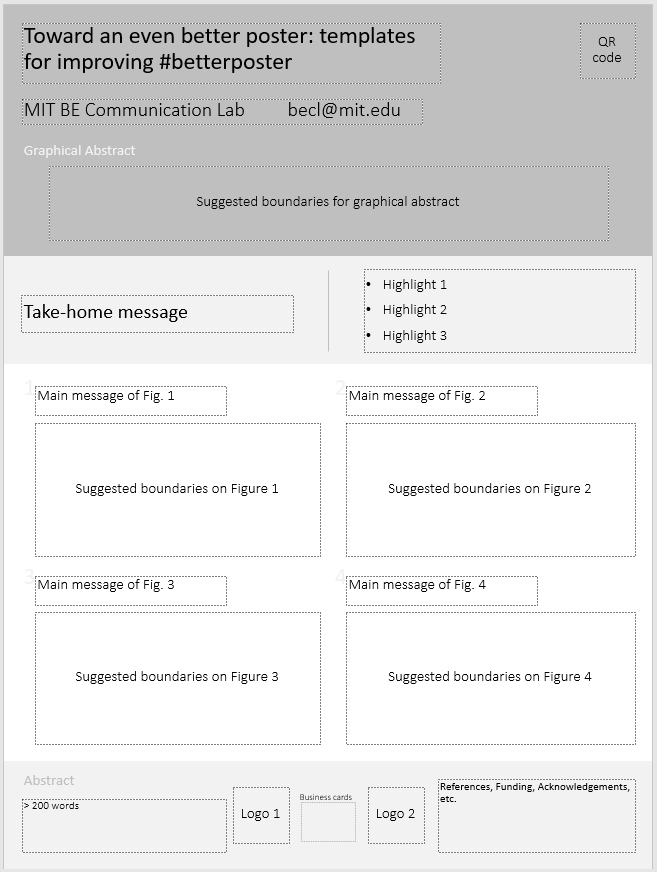 Toward an even better poster: templates
for improving #betterposter
QR
code
MIT BE Communication Lab becl@mit.edu
Graphical Abstract
Suggested boundaries for graphical abstract
Take-home message
• Highlight 1
• Highlight 2
• Highlight 3
1
Main message of Fig. 1
2
Main message of Fig. 2
Suggested boundaries on Figure 1
Suggested boundaries on Figure 2
3
Main message of Fig. 3
4
Main message of Fig. 4
Suggested boundaries on Figure 3
Suggested boundaries on Figure 4
Abstract
> 200 words
Logo 1
Business cards
Logo 2
References, Funding, Acknowledgements,
etc.